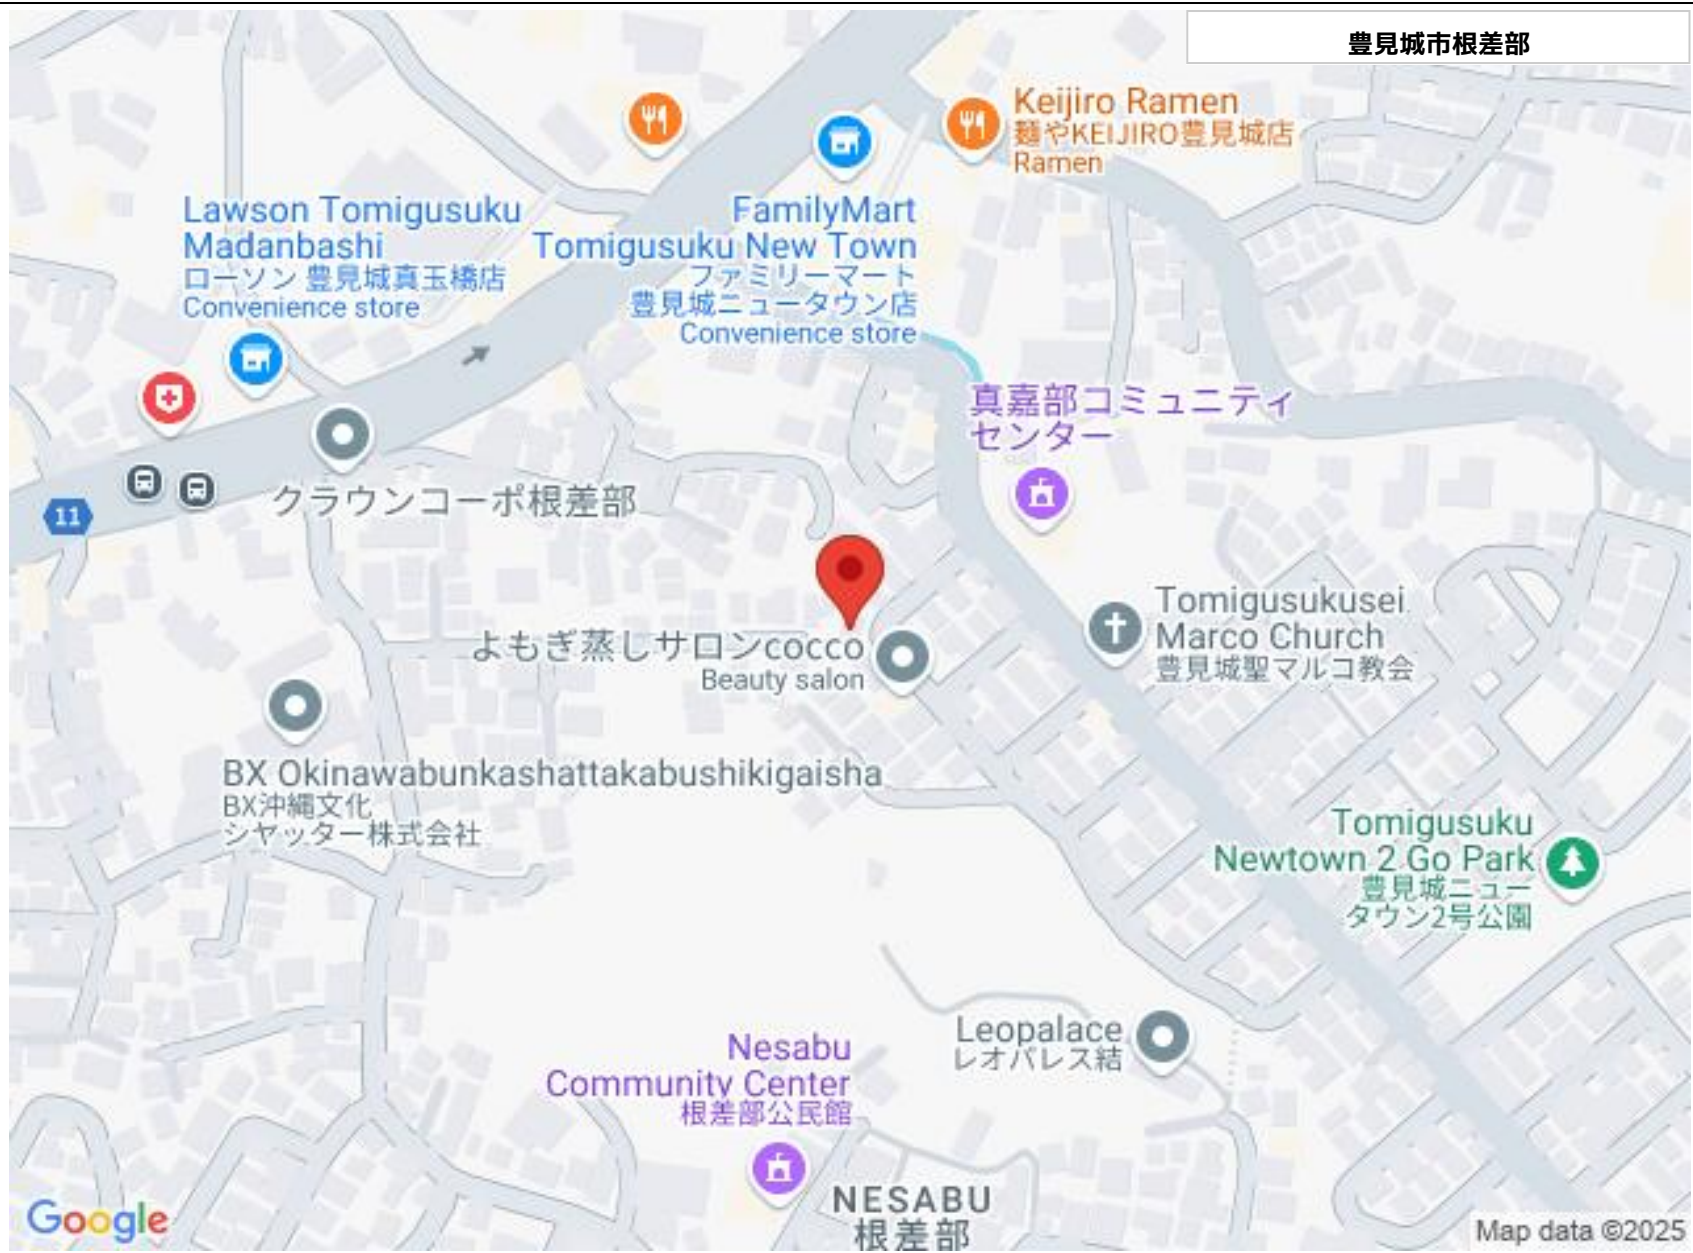 豊見城市根差部
Keijiro Ramen
麺やKEIJIRO豊見城店
Ramen
Lawson Tomigusuku
Madanbashi
ローソン 豊見城真玉橋店
Convenience store
FamilyMart
Tomigusuku New Town
ファミリーマート
豊見城ニュータウン店
Convenience store
真嘉部コミュニティ
センター
クラウンコーポ根差部
11
Tomigusukusei
Marco Church
豊見城聖マルコ教会
よもぎ蒸しサロンcocco
Beauty salon
BX Okinawabunkashattakabushikigaisha
BX沖縄文化
シヤッター株式会社
Tomigusuku
Newtown 2 Go Park
豊見城ニュー
タウン2号公園
Leopalace
レオパレス結
Nesabu
Community Center
根差部公民館
NESABU
根差部
Google
Map data ©2025